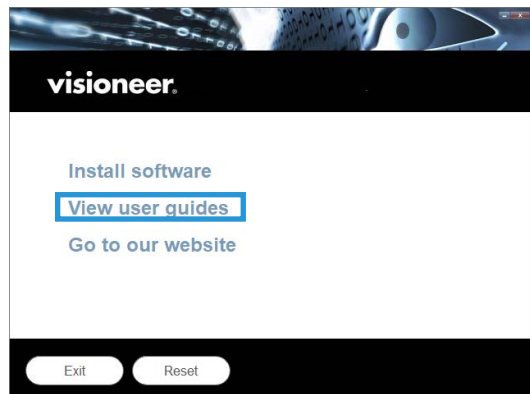 visioneer.
Install software
View user guides
Go to our website
Exit Reset